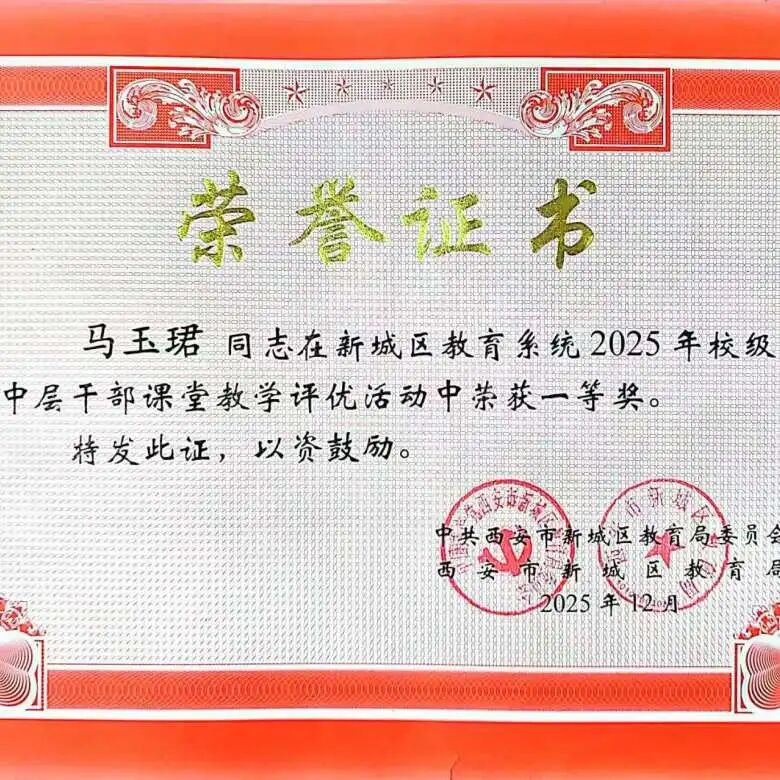 荣誉证书
马玉珺 同志在新城区教育系统2025年校级
中层干部课堂教学评优活动中荣获一等奖。
特发此证，以资鼓励。
中共西安市新城区教育局委员会
西安市新城区教育局
2025年12月